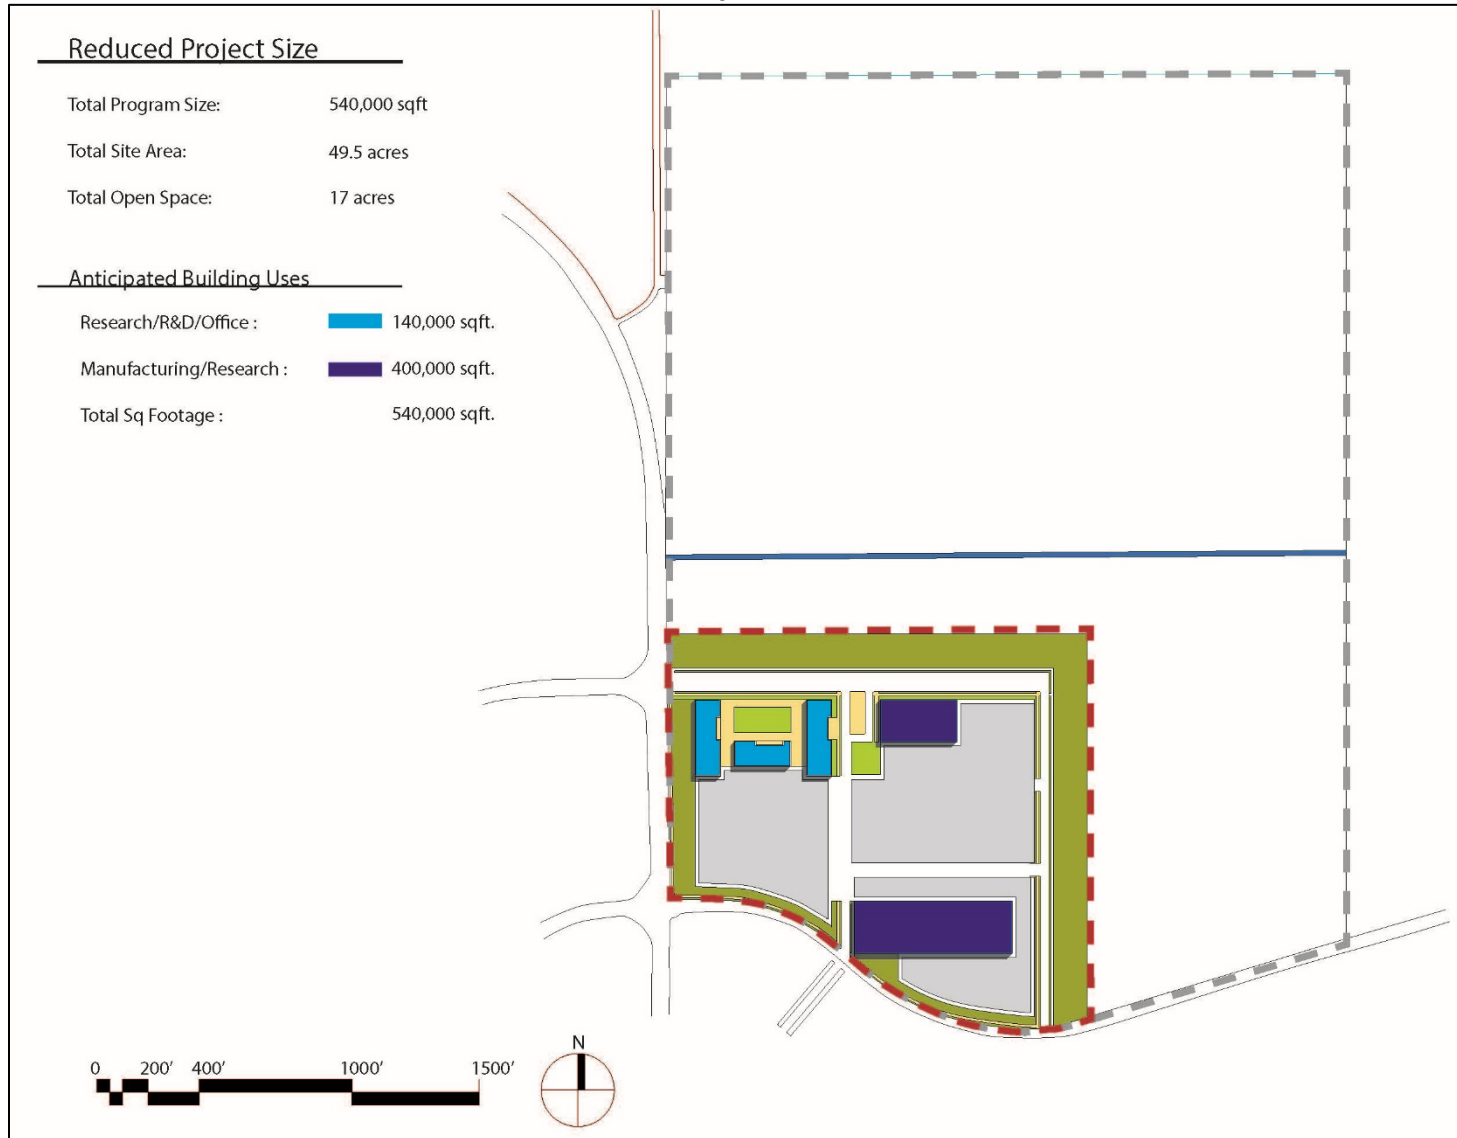 Reduced Project Size
Total Program Size: 540,000 sqft
Total Site Area: 49.5 acres
Total Open Space: 17 acres
Anticipated Building Uses
Research/R&D/Office : 140,000 sqft.
Manufacturing/Research : 400,000 sqft.
Total Sq Footage : 540,000 sqft.
0 200’ 400’ 1000’ 1500’
N